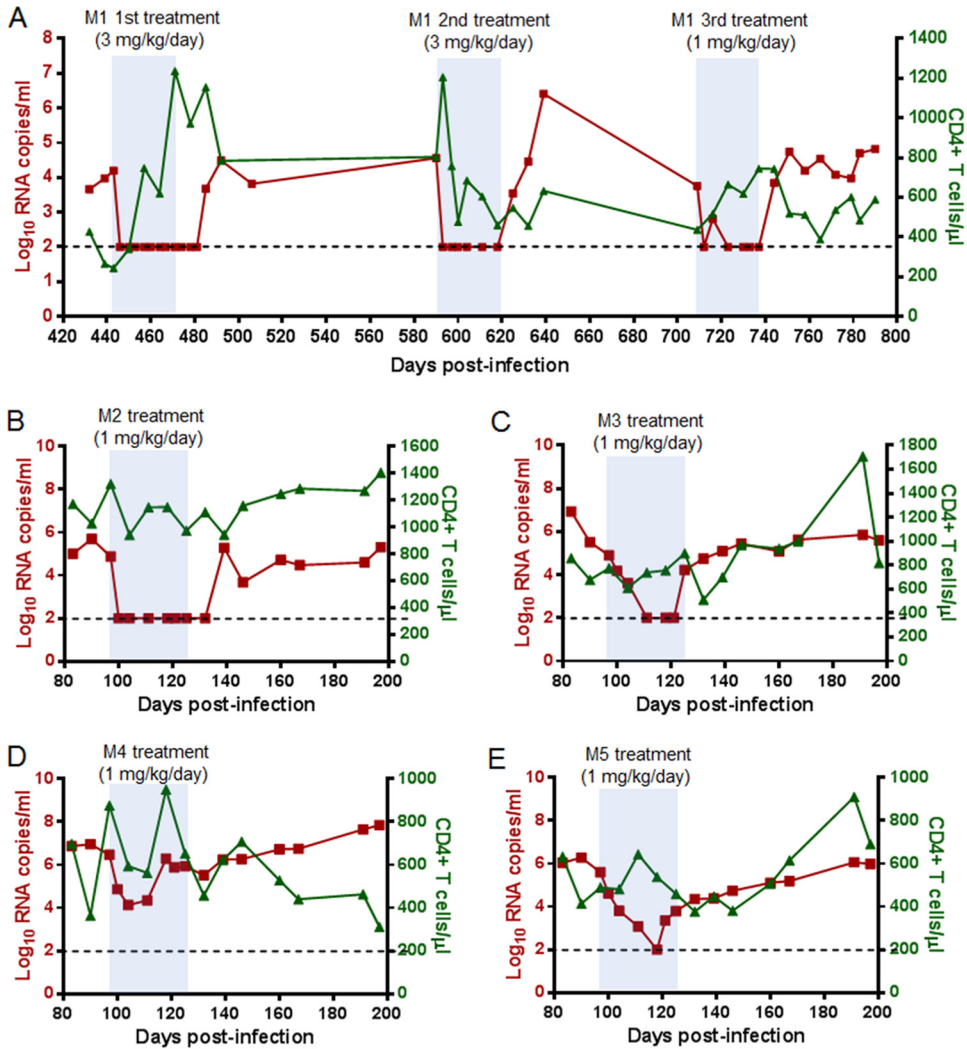 A
M1 1st treatment
(3 mg/kg/day)
M1 2nd treatment
(3 mg/kg/day)
M1 3rd treatment
(1 mg/kg/day)
Log10 RNA copies/ml
8
7
6
5
4
3
2
1
0
CD4+ T cells/µl
1400
1200
1000
800
600
400
200
0
420 440 460 480 500 520 540 560 580 600 620 640 660 680 700 720 740 760 780 800
Days post-infection
B
M2 treatment
(1 mg/kg/day)
Log10 RNA copies/ml
10
8
6
4
2
0
CD4+ T cells/µl
1600
1400
1200
1000
800
600
400
200
0
80 100 120 140 160 180 200
Days post-infection
C
M3 treatment
(1 mg/kg/day)
Log10 RNA copies/ml
10
8
6
4
2
0
CD4+ T cells/µl
1800
1600
1400
1200
1000
800
600
400
200
0
80 100 120 140 160 180 200
Days post-infection
D
M4 treatment
(1 mg/kg/day)
Log10 RNA copies/ml
10
8
6
4
2
0
CD4+ T cells/µl
1000
800
600
400
200
0
80 100 120 140 160 180 200
Days post-infection
E
M5 treatment
(1 mg/kg/day)
Log10 RNA copies/ml
10
8
6
4
2
0
CD4+ T cells/µl
1000
800
600
400
200
0
80 100 120 140 160 180 200
Days post-infection